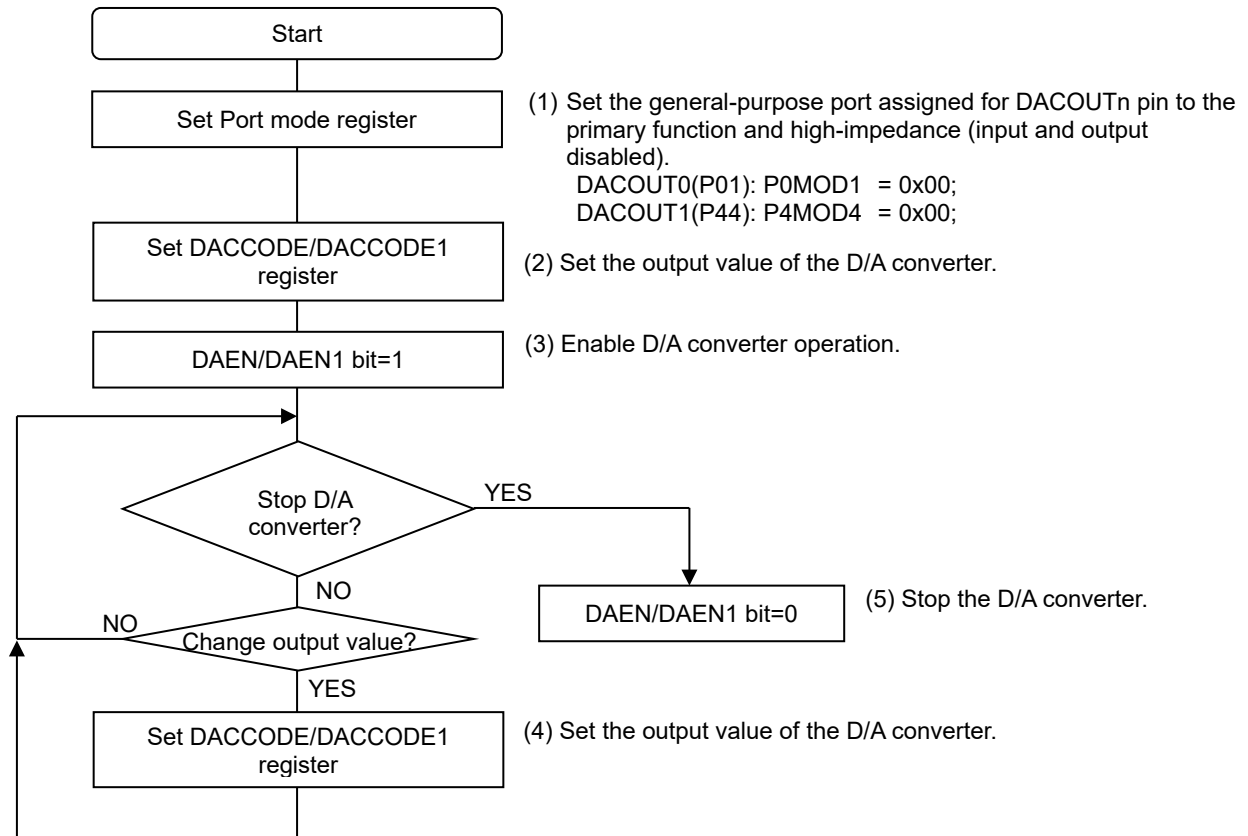 Start
Set Port mode register
(1) Set the general-purpose port assigned for DACOUTn pin to the
primary function and high-impedance (input and output
disabled).
DACOUT0(P01): P0MOD1 = 0x00;
DACOUT1(P44): P4MOD4 = 0x00;
Set DACCODE/DACCODE1
register
(2) Set the output value of the D/A converter.
DAEN/DAEN1 bit=1
(3) Enable D/A converter operation.
Stop D/A
converter?
YES
NO
DAEN/DAEN1 bit=0
(5) Stop the D/A converter.
NO
Change output value?
YES
Set DACCODE/DACCODE1
register
(4) Set the output value of the D/A converter.